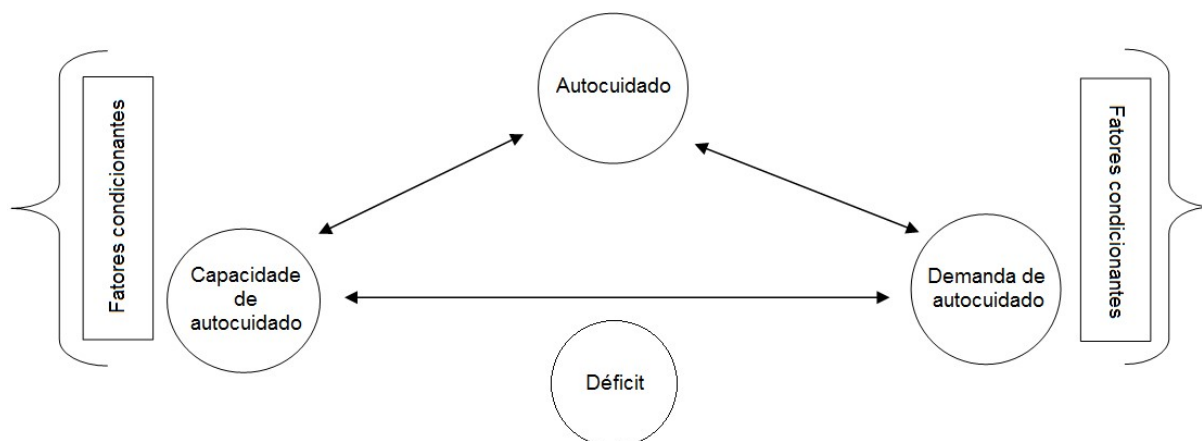 Autocuidado
Fatores condicionantes
Fatores condicionantes
Capacidade
de
autocuidado
Demanda de
autocuidado
Déficit